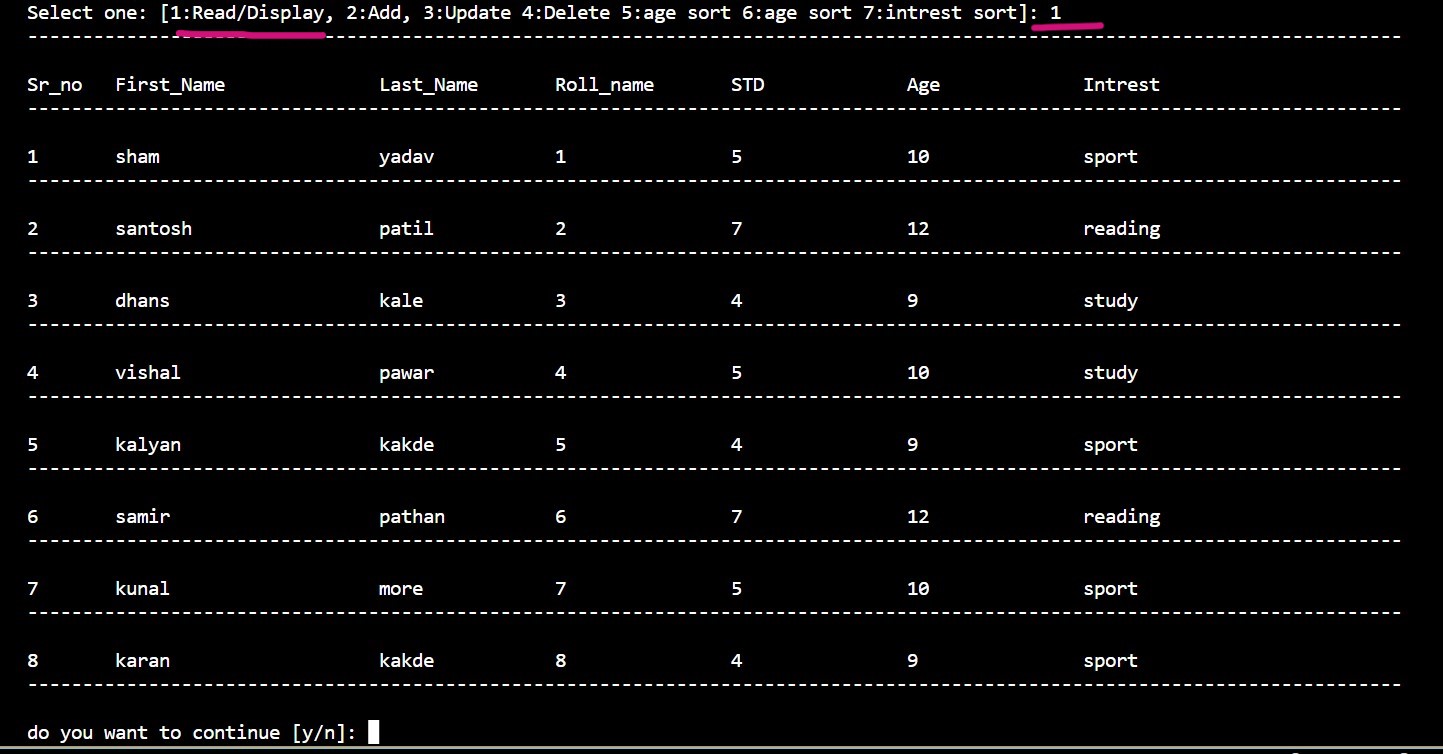 Select one: [1:Read/Display, 2:Add, 3:Update 4:Delete 5:age sort 6:age sort 7:intrest sort]: 1
Sr_no First_Name Last_Name Roll_name STD Age Intrest
1 sham yadav 1 5 10 sport
2 santosh patil 2 7 12 reading
3 dhans kale 3 4 9 study
4 vishal pawar 4 5 10 study
5 kalyan kakde 5 4 9 sport
6 samir pathan 6 7 12 reading
7 kunal more 7 5 10 sport
8 karan kakde 8 4 9 sport
do you want to continue [y/n]: